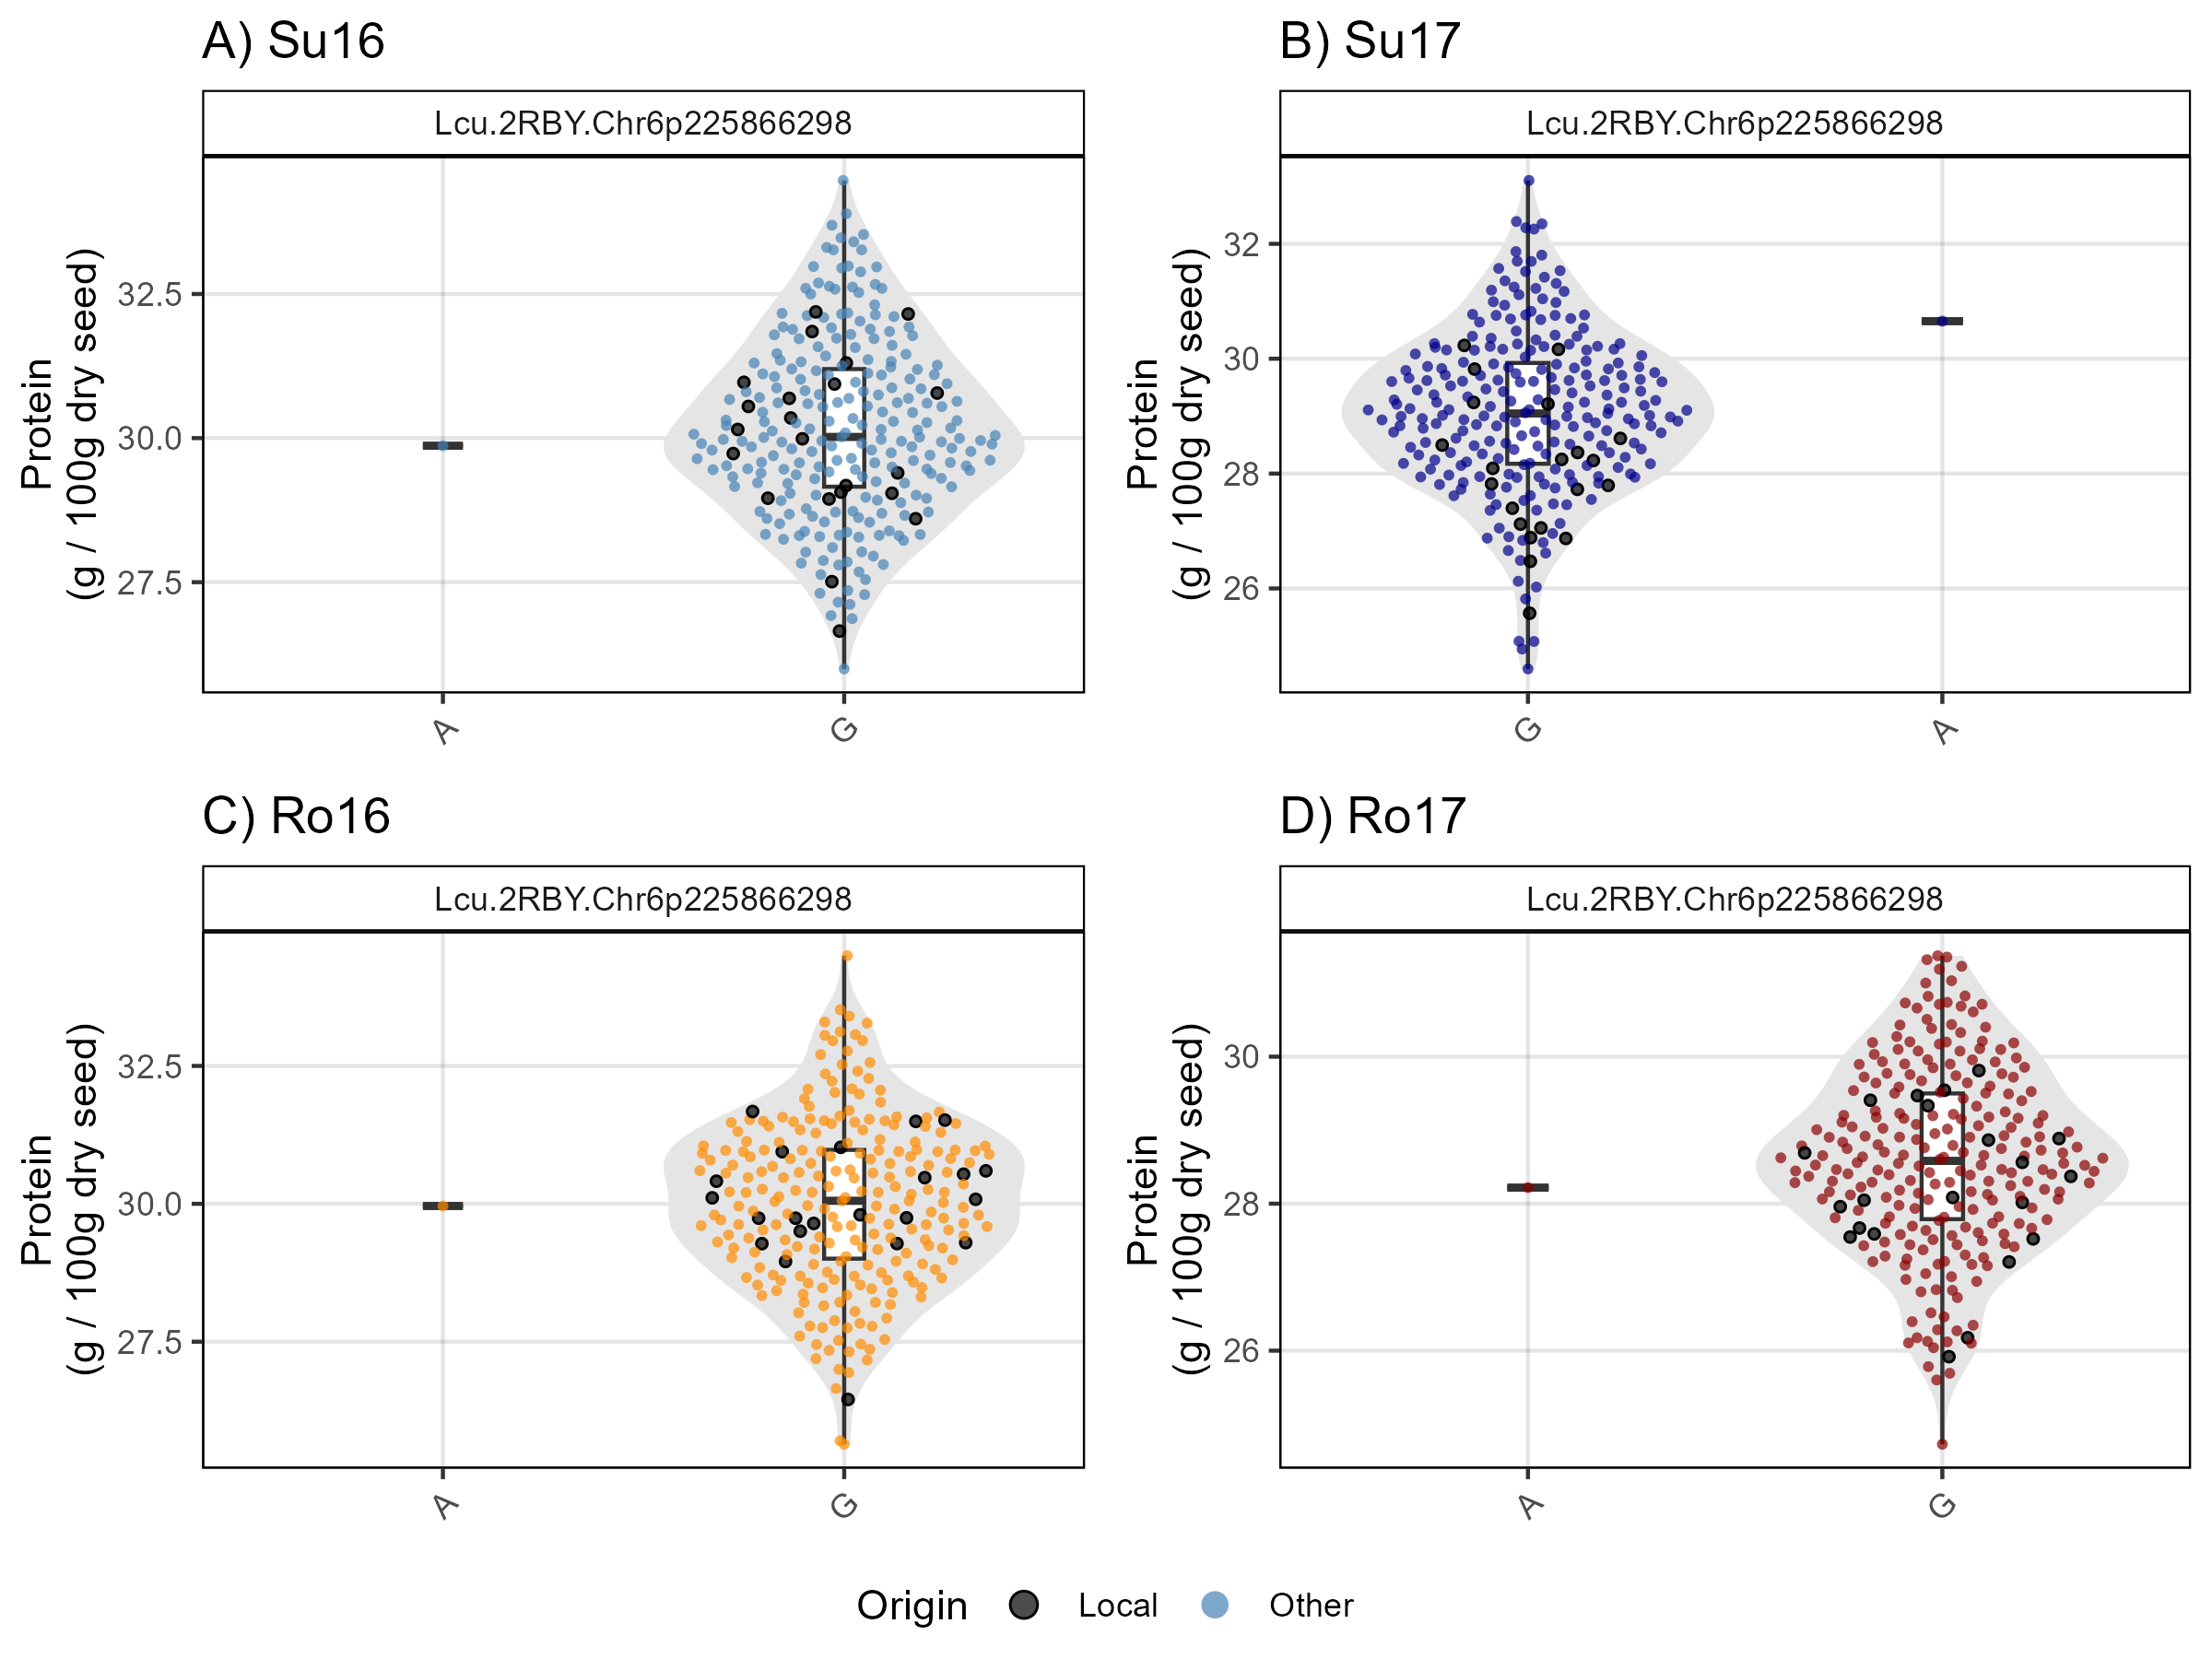 A) Su16
Lcu.2RBY.Chr6p225866298
Protein
(g / 100g dry seed)
32.5
30.0
27.5
A
G
B) Su17
Lcu.2RBY.Chr6p225866298
Protein
(g / 100g dry seed)
32
30
28
26
G
A
C) Ro16
Lcu.2RBY.Chr6p225866298
Protein
(g / 100g dry seed)
32.5
30.0
27.5
A
G
D) Ro17
Lcu.2RBY.Chr6p225866298
Protein
(g / 100g dry seed)
30
28
26
A
G
Origin Local Other